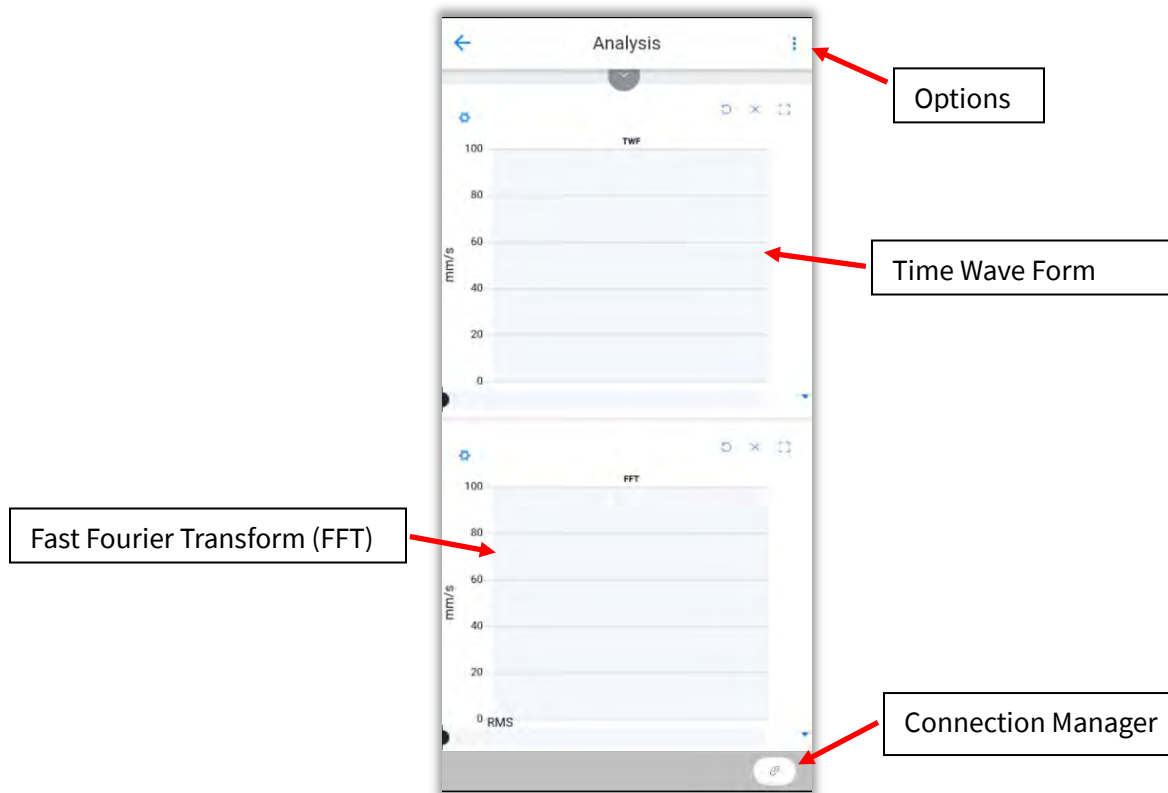 Analysis
Options
TWF
100
80
60
40
20
0
mm/s
Time Wave Form
FFT
100
80
60
40
20
0
RMS
mm/s
Fast Fourier Transform (FFT)
Connection Manager